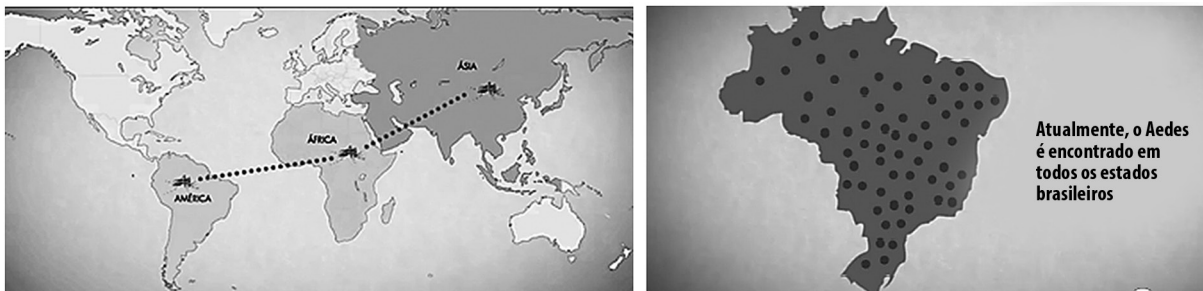 ÁSIA
ÁFRICA
AMÉRICA
Atualmente, o Aedes
é encontrado em
todos os estados
brasileiros